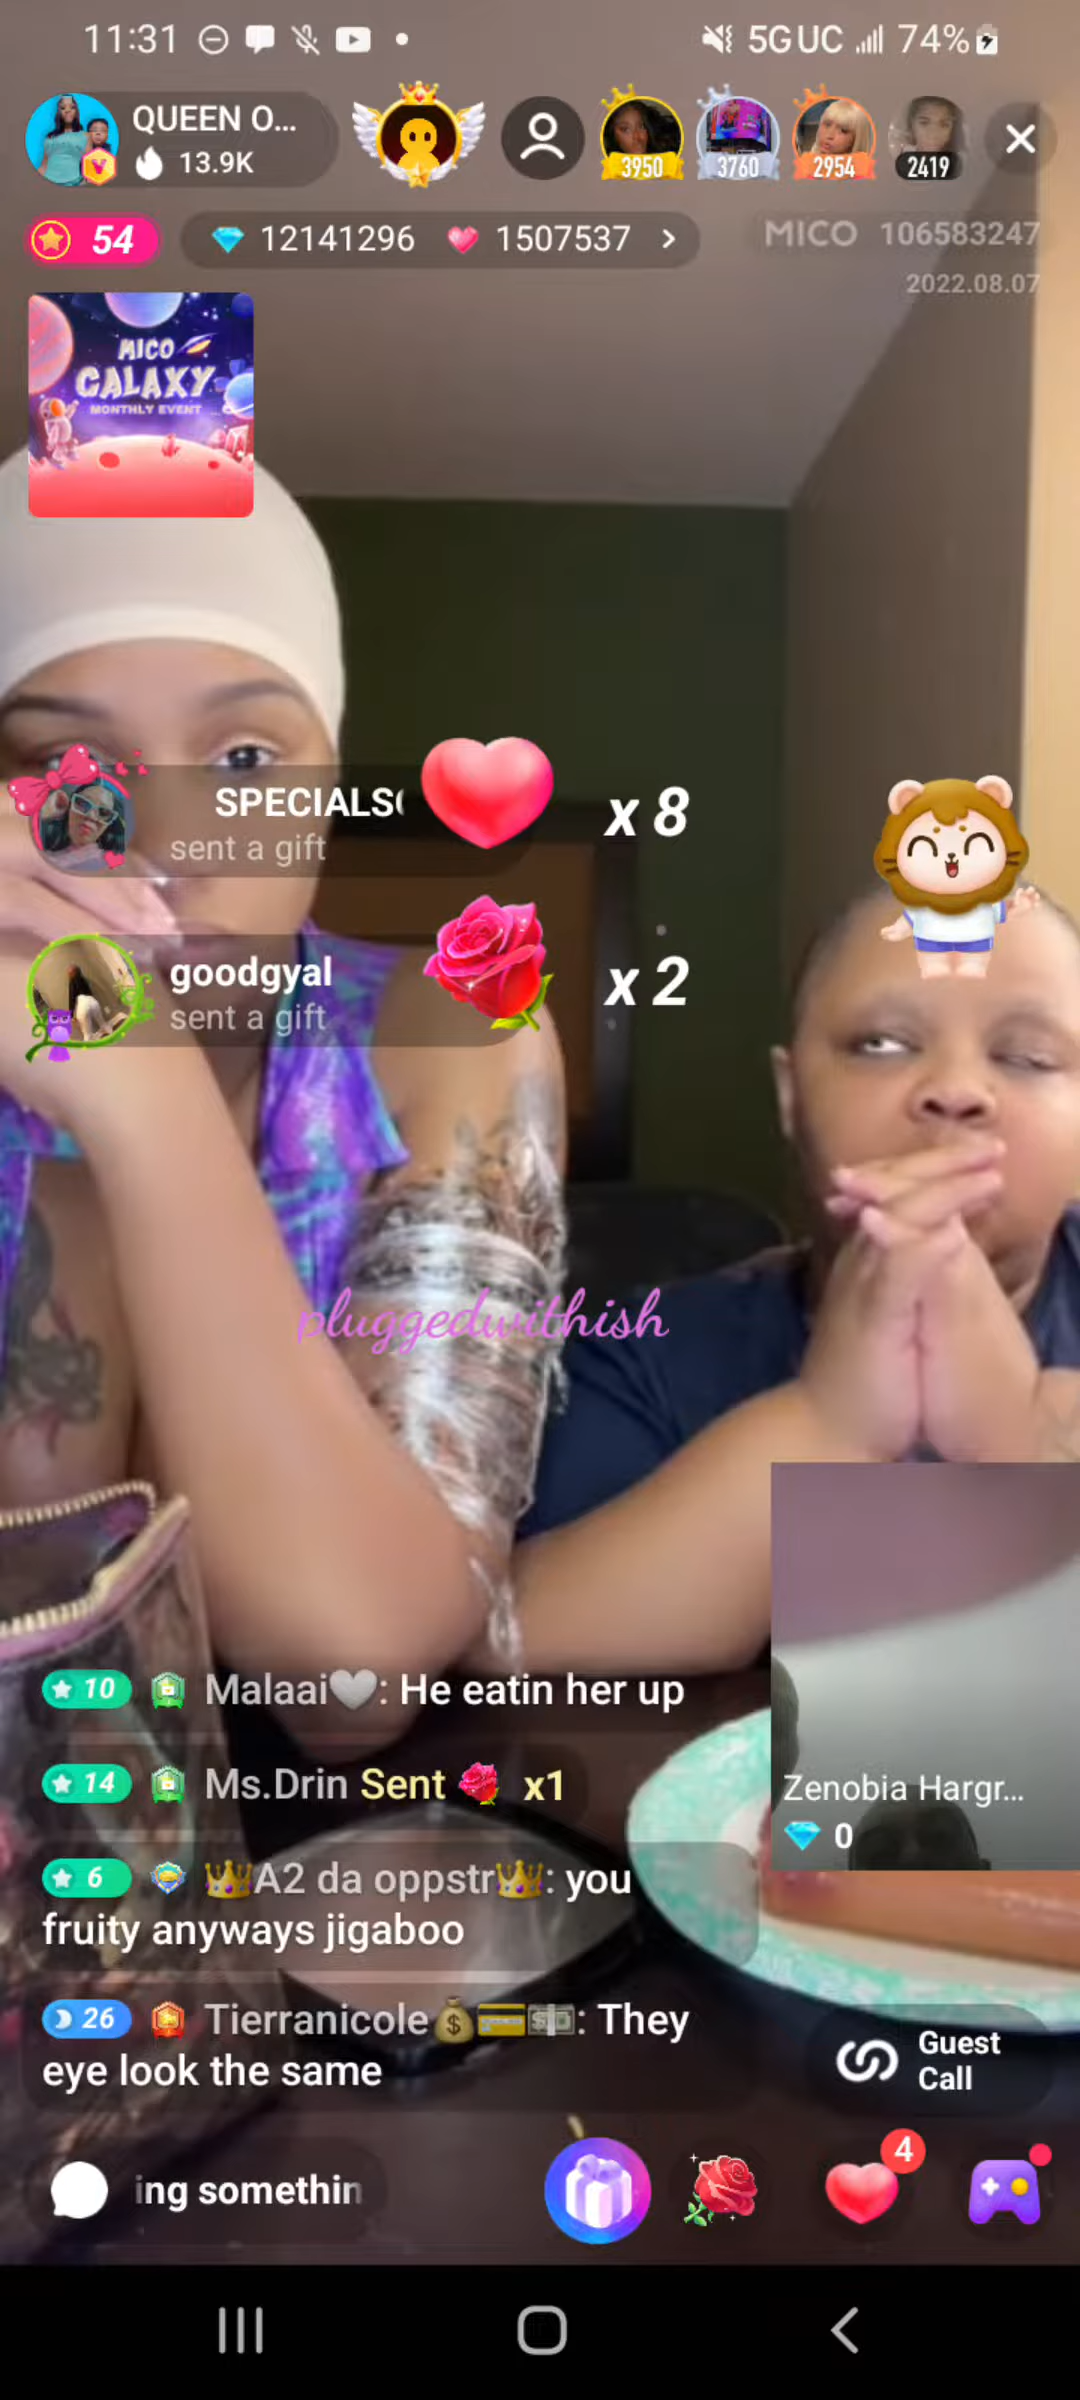 11:31
5GUC 74%
QUEEN O...
13.9K
3950
3760
2954
2419
54
12141296
1507537
MICO 106583247
2022.08.07
MICO
GALAXY
MONTHLY EVENT
SPECIALS
sent a gift
x 8
goodgyal
sent a gift
x 2
pluggedwithish
10 Malaai🤍: He eatin her up
14 Ms.Drin Sent 🌹 x1
6 👑A2 da oppstr👑: you
fruity anyways jigaboo
26 Tierranicole💰💳💵: They
eye look the same
Zenobia Hargr...
0
Guest
Call
ing somethin
4